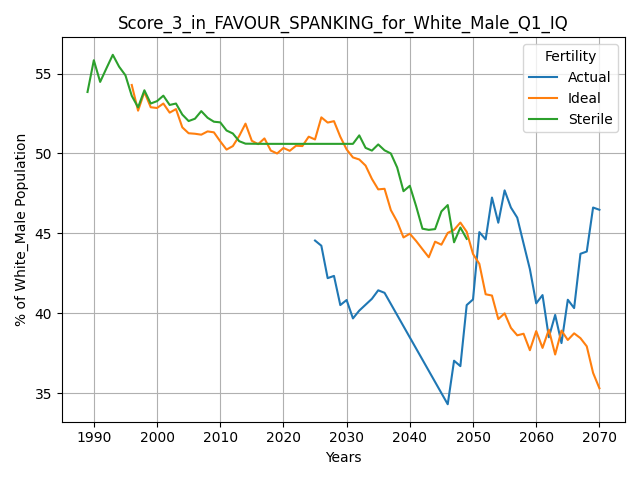 Score_3_in_FAVOUR_SPANKING_for_White_Male_Q1_IQ
Fertility
Actual
Ideal
Sterile
% of White_Male Population
55
50
45
40
35
1990
2000
2010
2020
2030
2040
2050
2060
2070
Years